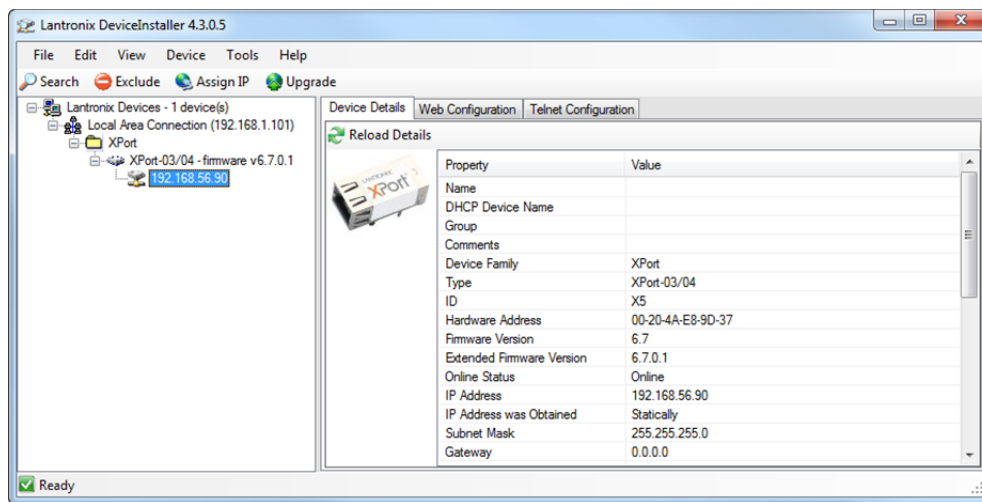 Lantronix DeviceInstaller 4.3.0.5
File Edit View Device Tools Help
Search Exclude Assign IP Upgrade
Lantronix Devices - 1 device(s)
Local Area Connection (192.168.1.101)
XPort
XPort-03/04 - firmware v6.7.0.1
192.168.56.90
Device Details Web Configuration Telnet Configuration
Reload Details
LANTRONIX
XPort
Property Value
Name
DHCP Device Name
Group
Comments
Device Family XPort
Type XPort-03/04
ID X5
Hardware Address 00-20-4A-E8-9D-37
Firmware Version 6.7
Extended Firmware Version 6.7.0.1
Online Status Online
IP Address 192.168.56.90
IP Address was Obtained Statically
Subnet Mask 255.255.255.0
Gateway 0.0.0.0
Ready